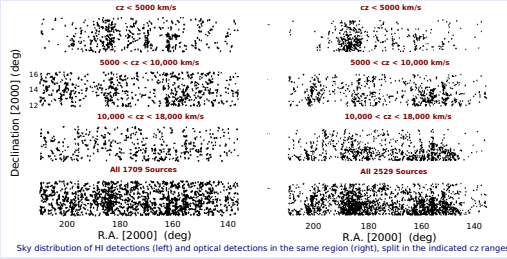 cz < 5000 km/s
cz < 5000 km/s
5000 < cz < 10,000 km/s
5000 < cz < 10,000 km/s
16
14
12
10,000 < cz < 18,000 km/s
10,000 < cz < 18,000 km/s
All 1709 Sources
All 2529 Sources
Declination [2000] (deg)
200 180 160 140
200 180 160 140
R.A. [2000] (deg)
R.A. [2000] (deg)
Sky distribution of HI detections (left) and optical detections in the same region (right), split in the indicated cz ranges